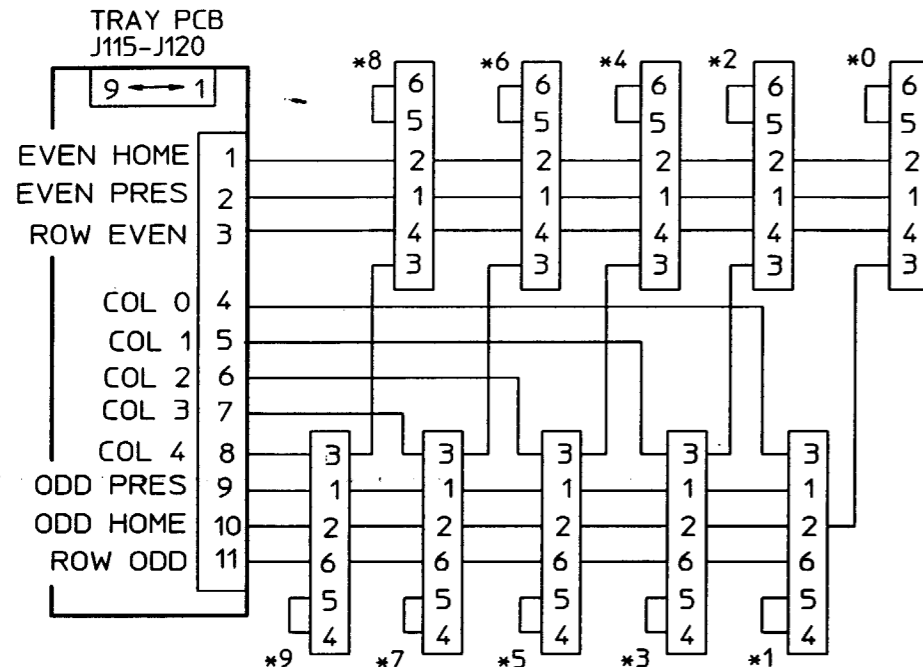 TRAY PCB
J115-J120
9 1
*8 *6 *4 *2 *0
6 6 6 6 6
5 5 5 5 5
EVEN HOME 1 2 2 2 2 2
EVEN PRES 2 1 1 1 1 1
ROW EVEN 3 4 4 4 4 4
3 3 3 3 3
COL 0 4
COL 1 5
COL 2 6
COL 3 7
COL 4 8 3 3 3 3 3
ODD PRES 9 1 1 1 1 1
ODD HOME 10 2 2 2 2 2
ROW ODD 11 6 6 6 6 6
5 5 5 5 5
4 4 4 4 4
*9 *7 *5 *3 *1